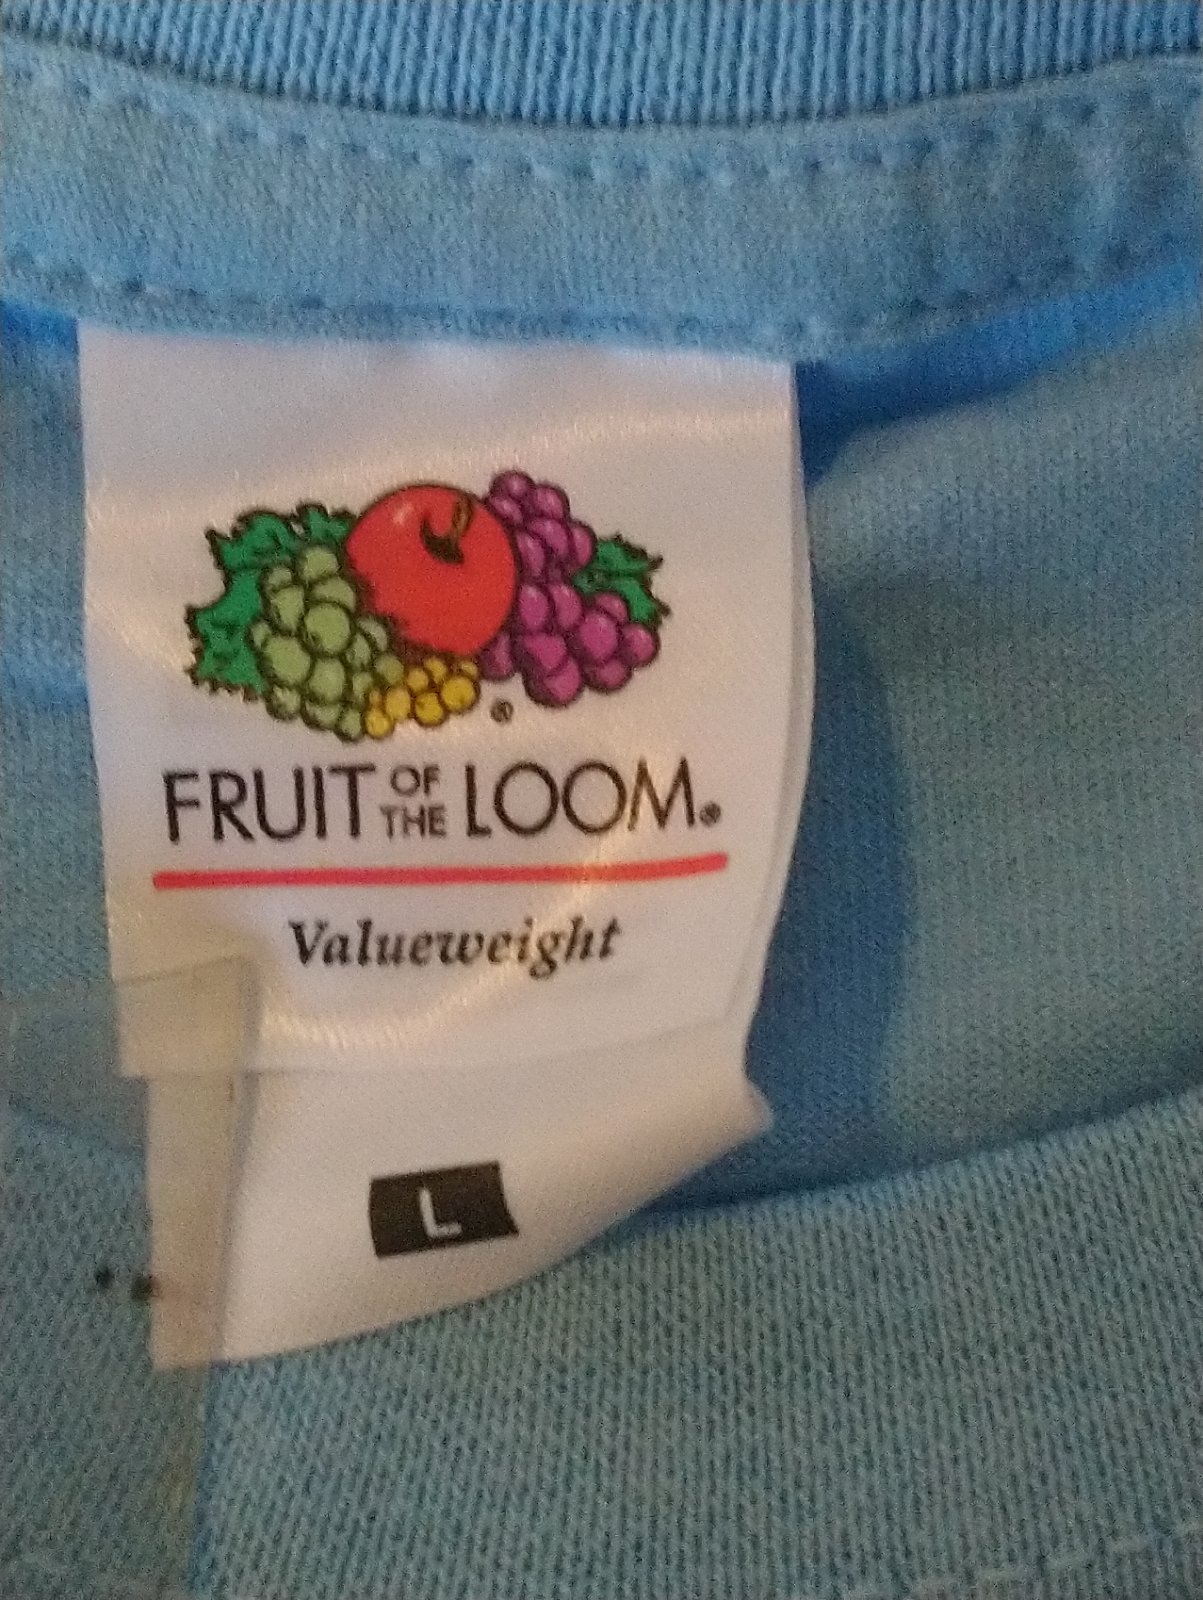 FRUIT OF THE LOOM®
Valueweight
L